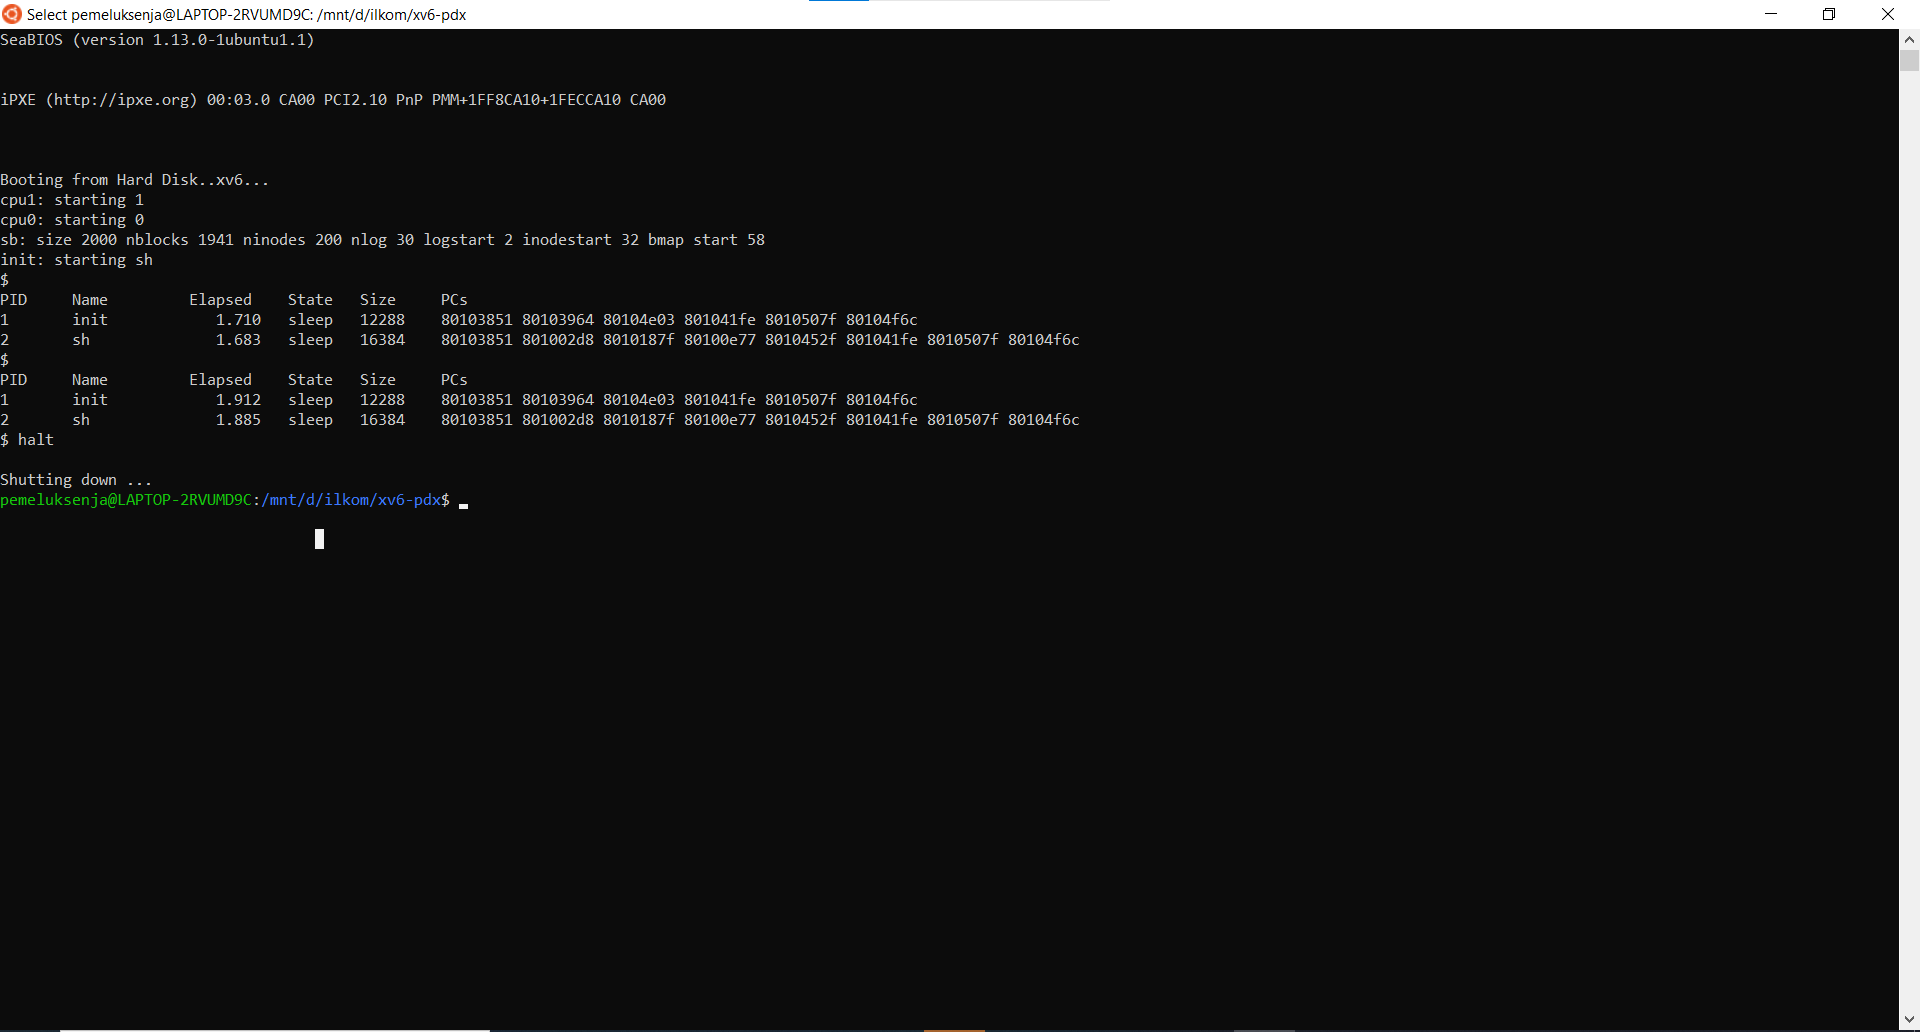 Select pemeluksenja@LAPTOP-2RVUMD9C: /mnt/d/ilkom/xv6-pdx
SeaBIOS (version 1.13.0-1ubuntu1.1)
iPXE (http://ipxe.org) 00:03.0 CA00 PCI2.10 PnP PMM+1FF8CA10+1FECCA10 CA00
Booting from Hard Disk..xv6...
cpu1: starting 1
cpu0: starting 0
sb: size 2000 nblocks 1941 ninodes 200 nlog 30 logstart 2 inodestart 32 bmap start 58
init: starting sh
$
PID     Name         Elapsed    State   Size     PCs
1       init            1.710   sleep   12288    80103851 80103964 80104e03 801041fe 8010507f 80104f6c
2       sh              1.683   sleep   16384    80103851 801002d8 8010187f 80100e77 8010452f 801041fe 8010507f 80104f6c
$
PID     Name         Elapsed    State   Size     PCs
1       init            1.912   sleep   12288    80103851 80103964 80104e03 801041fe 8010507f 80104f6c
2       sh              1.885   sleep   16384    80103851 801002d8 8010187f 80100e77 8010452f 801041fe 8010507f 80104f6c
$ halt
Shutting down ...
pemeluksenja@LAPTOP-2RVUMD9C:/mnt/d/ilkom/xv6-pdx$